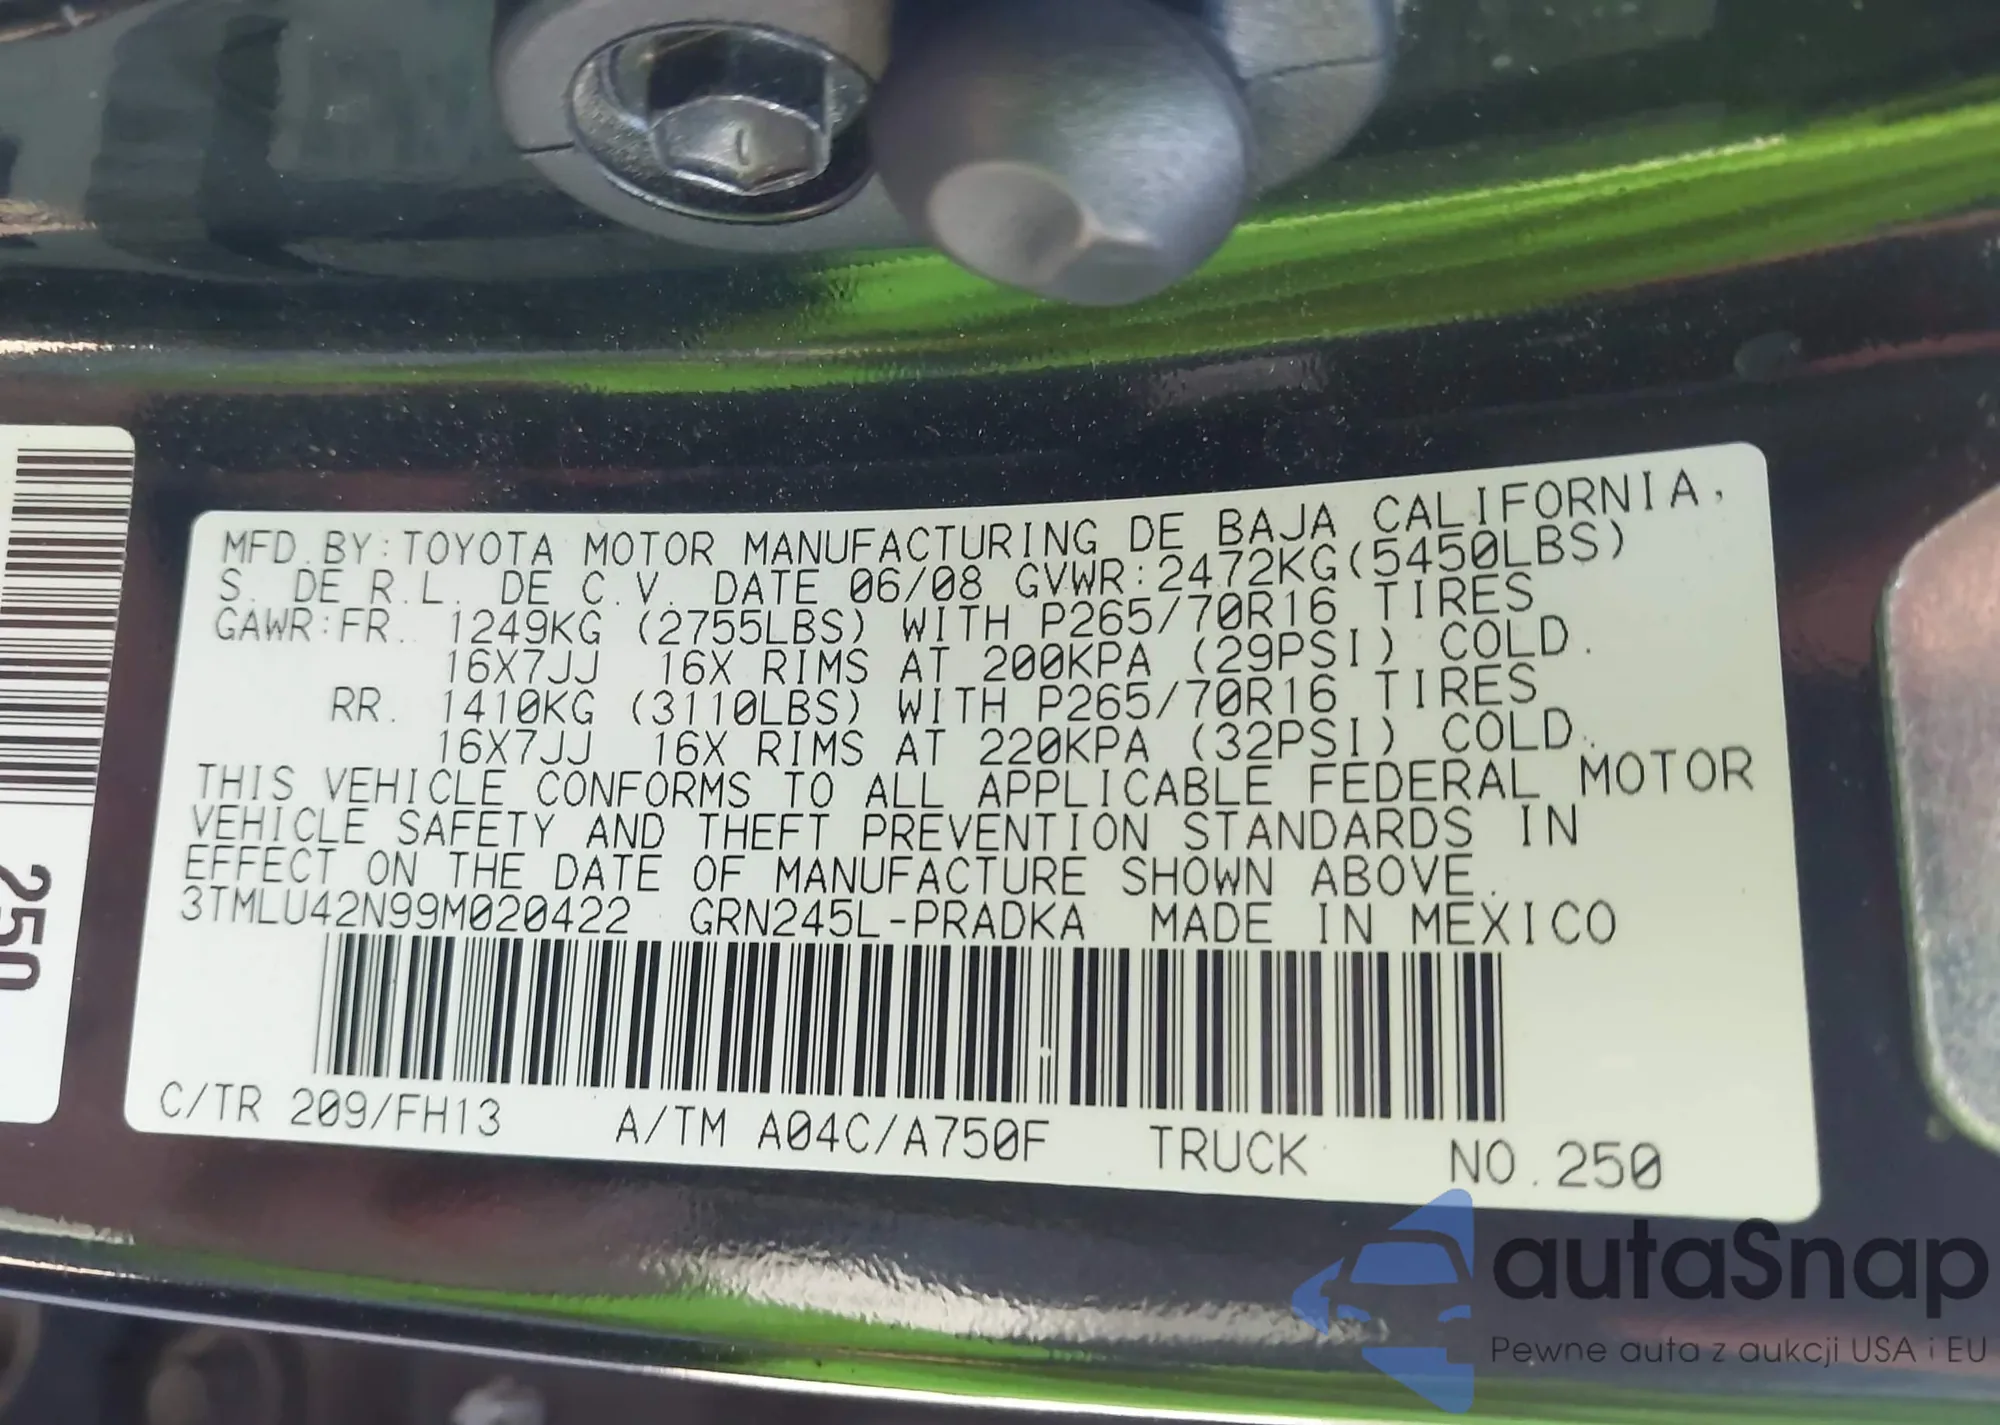 MFD.BY:TOYOTA MOTOR MANUFACTURING DE BAJA CALIFORNIA,
S. DE R.L. DE C.V. DATE 06/08 GVWR:2472KG(5450LBS)
GAWR:FR. 1249KG (2755LBS) WITH P265/70R16 TIRES
16X7JJ 16X RIMS AT 200KPA (29PSI) COLD.
RR. 1410KG (3110LBS) WITH P265/70R16 TIRES
16X7JJ 16X RIMS AT 220KPA (32PSI) COLD.
THIS VEHICLE CONFORMS TO ALL APPLICABLE FEDERAL MOTOR
VEHICLE SAFETY AND THEFT PREVENTION STANDARDS IN
EFFECT ON THE DATE OF MANUFACTURE SHOWN ABOVE.
3TMLU42N99M020422 GRN245L-PRADKA MADE IN MEXICO
C/TR 209/FH13 A/TM A04C/A750F TRUCK NO.250
250
autaSnap
Pewne auta z aukcji USA i EU